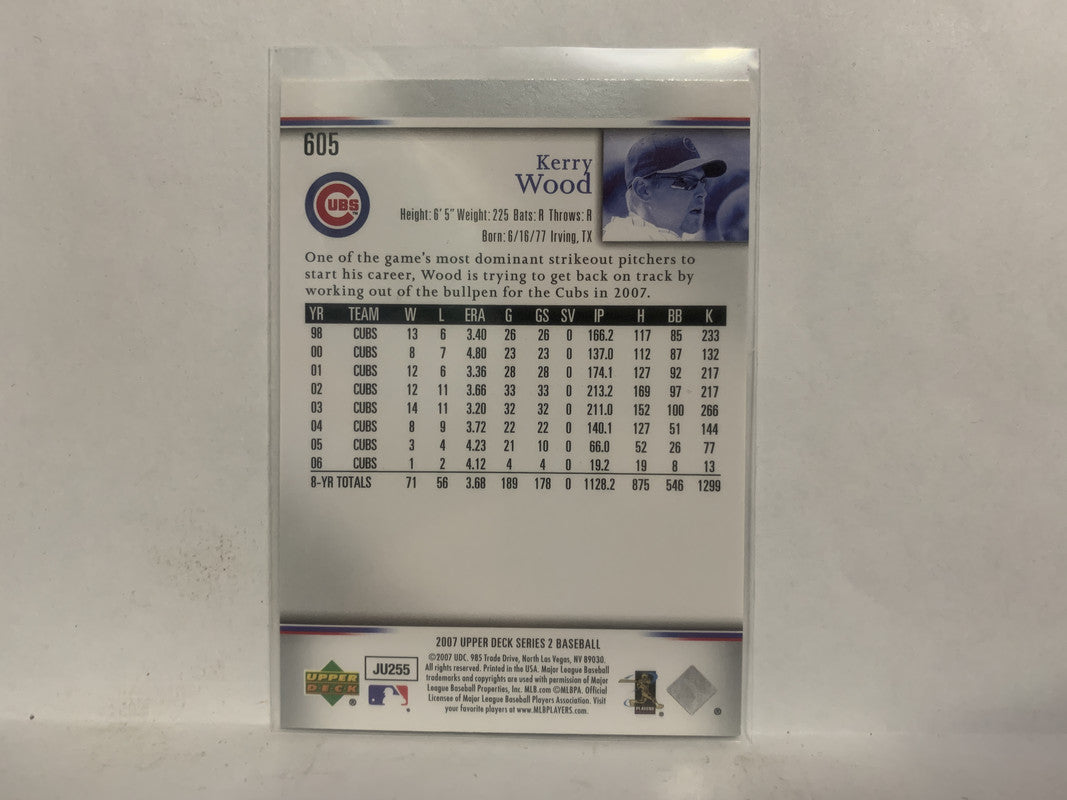 605
Kerry
Wood
CUBS
TM
Height: 6' 5" Weight: 225 Bats: R Throws: R
Born: 6/16/77 Irving, TX
One of the game's most dominant strikeout pitchers to
start his career, Wood is trying to get back on track by
working out of the bullpen for the Cubs in 2007.
YR TEAM W L ERA G GS SV IP H BB K
98 CUBS 13 6 3.40 26 26 0 166.2 117 85 233
00 CUBS 8 7 4.80 23 23 0 137.0 112 87 132
01 CUBS 12 6 3.36 28 28 0 174.1 127 92 217
02 CUBS 12 11 3.66 33 33 0 213.2 169 97 217
03 CUBS 14 11 3.20 32 32 0 211.0 152 100 266
04 CUBS 8 9 3.72 22 22 0 140.1 127 51 144
05 CUBS 3 4 4.23 21 10 0 66.0 52 26 77
06 CUBS 1 2 4.12 4 4 0 19.2 19 8 13
8-YR TOTALS 71 56 3.68 189 178 0 1128.2 875 546 1299
2007 UPPER DECK SERIES 2 BASEBALL
©2007 UDC. 985 Trade Drive, North Las Vegas, NV 89030.
All rights reserved. Printed in the USA. Major League Baseball
trademarks and copyrights are used with permission of Major
League Baseball Properties, Inc. MLB.com ©MLBPA. Official
Licensee of Major League Baseball Players Association. Visit
your favorite players at www.MLBPLAYERS.com.
UPPER
DECK
®
JU255
®
PLAYERS
®